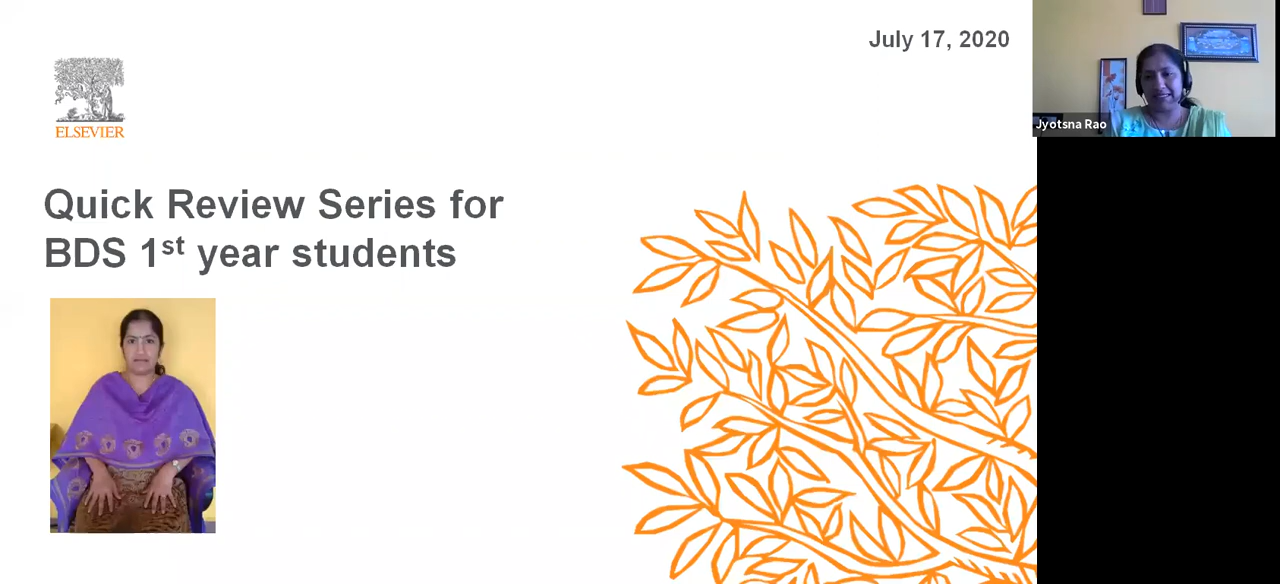 July 17, 2020
ELSEVIER
Jyotsna Rao
Quick Review Series for
BDS 1st year students